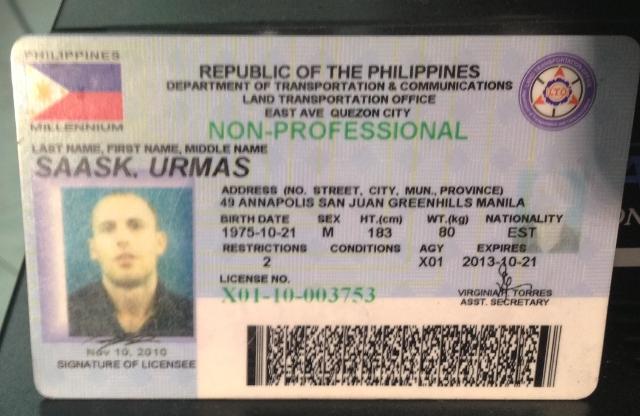 PHILIPPINES
MILLENNIUM
REPUBLIC OF THE PHILIPPINES
DEPARTMENT OF TRANSPORTATION & COMMUNICATIONS
LAND TRANSPORTATION OFFICE
EAST AVE QUEZON CITY
NON-PROFESSIONAL
LTO
LAST NAME, FIRST NAME, MIDDLE NAME
SAASK, URMAS
ADDRESS (NO. STREET, CITY, MUN., PROVINCE)
49 ANNAPOLIS SAN JUAN GREENHILLS MANILA
BIRTH DATE SEX HT.(cm) WT.(kg) NATIONALITY
1975-10-21 M 183 80 EST
RESTRICTIONS CONDITIONS AGY EXPIRES
2 X01 2013-10-21
LICENSE NO.
X01-10-003753
VIRGINIA P. TORRES
ASST. SECRETARY
Nov 10, 2010
SIGNATURE OF LICENSEE